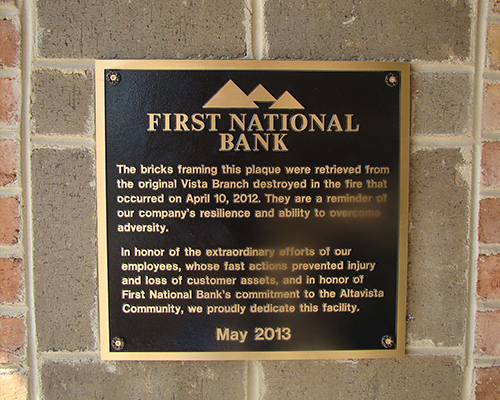 FIRST NATIONAL
BANK
The bricks framing this plaque were retrieved from
the original Vista Branch destroyed in the fire that
occurred on April 10, 2012. They are a reminder of
our company's resilience and ability to overcome
adversity.
In honor of the extraordinary efforts of our
employees, whose fast actions prevented injury
and loss of customer assets, and in honor of
First National Bank's commitment to the Altavista
Community, we proudly dedicate this facility.
May 2013